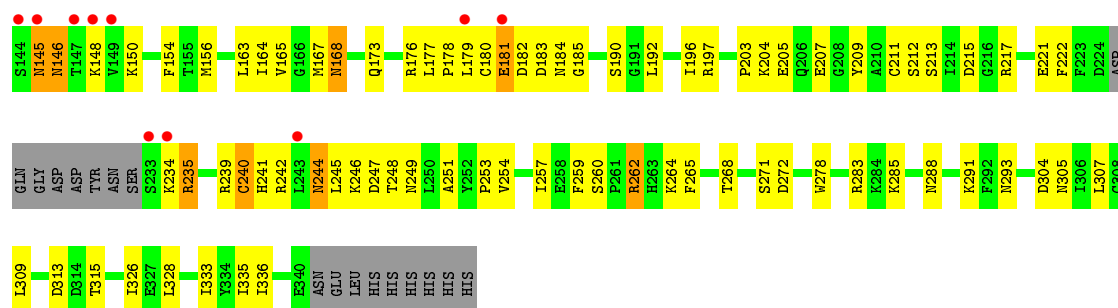 S144 N145 N146 T147 K148 V149 K150 F154 T155 M156 L163 I164 V165 G166 M167 N168 Q173 R176 L177 P178 L179 C180 E181 D182 D183 N184 G185 S190 G191 L192 I196 R197 P203 K204 E205 Q206 E207 G208 Y209 A210 C211 S212 S213 I214 D215 G216 R217 E221 F222 F223 D224 ASP
GLN GLY ASP ASP TYR ASN SER S233 K234 R235 R239 C240 H241 R242 L243 N244 L245 K246 D247 T248 N249 L250 A251 Y252 P253 V254 I257 E258 F259 S260 P261 R262 H263 K264 F265 T268 S271 D272 W278 R283 K284 K285 N288 K291 F292 N293 D304 N305 I306 L307
L309 D313 D314 T315 I326 E327 L328 I333 Y334 I335 I336 E340 ASN GLU LEU HIS HIS HIS HIS HIS HIS